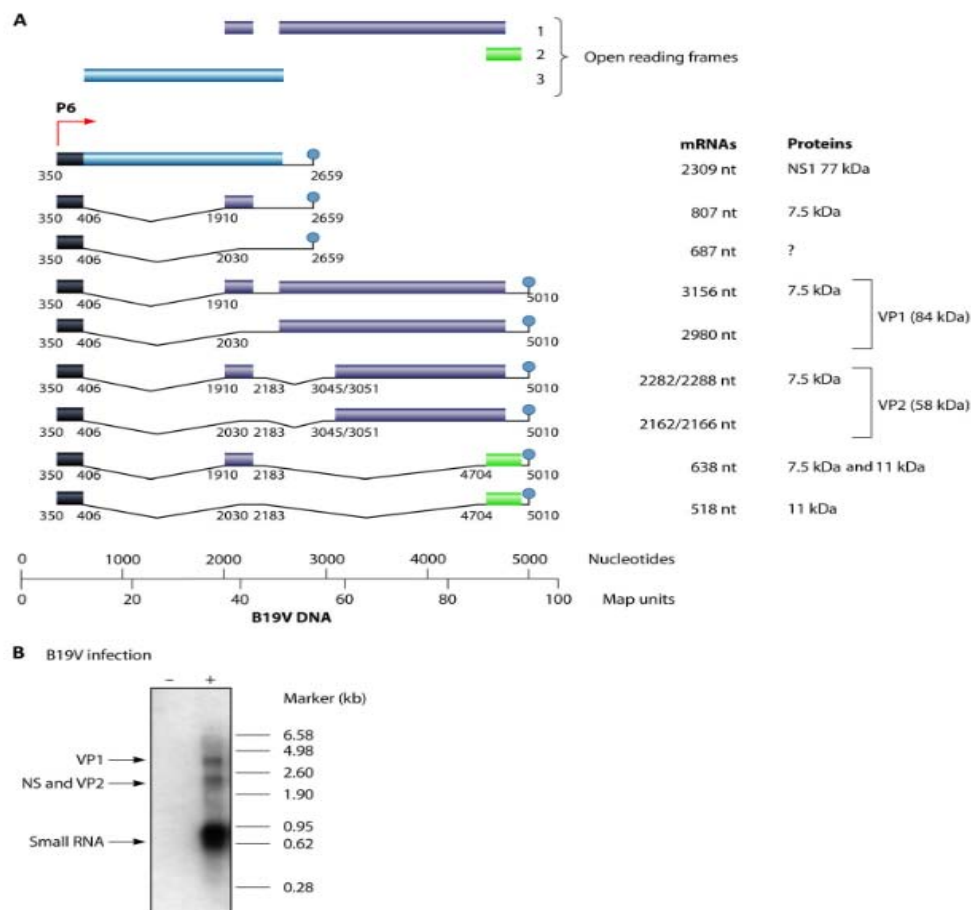 A
1
2
3
Open reading frames
P6
mRNAs Proteins
350 2659 2309 nt NS1 77 kDa
350 406 1910 2659 807 nt 7.5 kDa
350 406 2030 2659 687 nt ?
350 406 1910 5010 3156 nt 7.5 kDa
VP1 (84 kDa)
350 406 2030 5010 2980 nt
350 406 1910 2183 3045/3051 5010 2282/2288 nt 7.5 kDa
VP2 (58 kDa)
350 406 2030 2183 3045/3051 5010 2162/2166 nt
350 406 1910 2183 4704 5010 638 nt 7.5 kDa and 11 kDa
350 406 2030 2183 4704 5010 518 nt 11 kDa
0 1000 2000 3000 4000 5000 Nucleotides
0 20 40 60 80 100 Map units
B19V DNA
B B19V infection
– +
Marker (kb)
6.58
4.98
VP1
2.60
NS and VP2
1.90
0.95
Small RNA 0.62
0.28